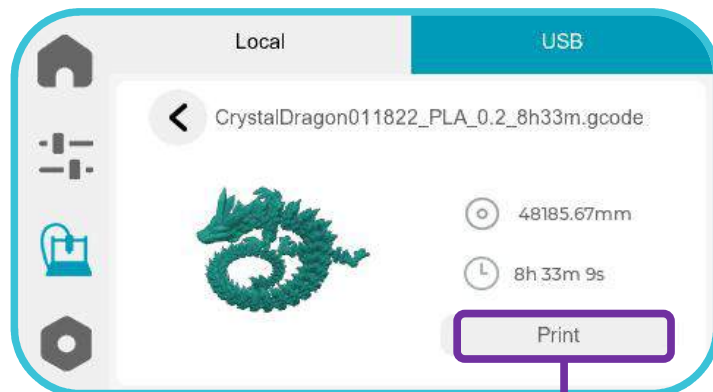 Local
USB
CrystalDragon011822_PLA_0.2_8h33m.gcode
48185.67mm
8h 33m 9s
Print